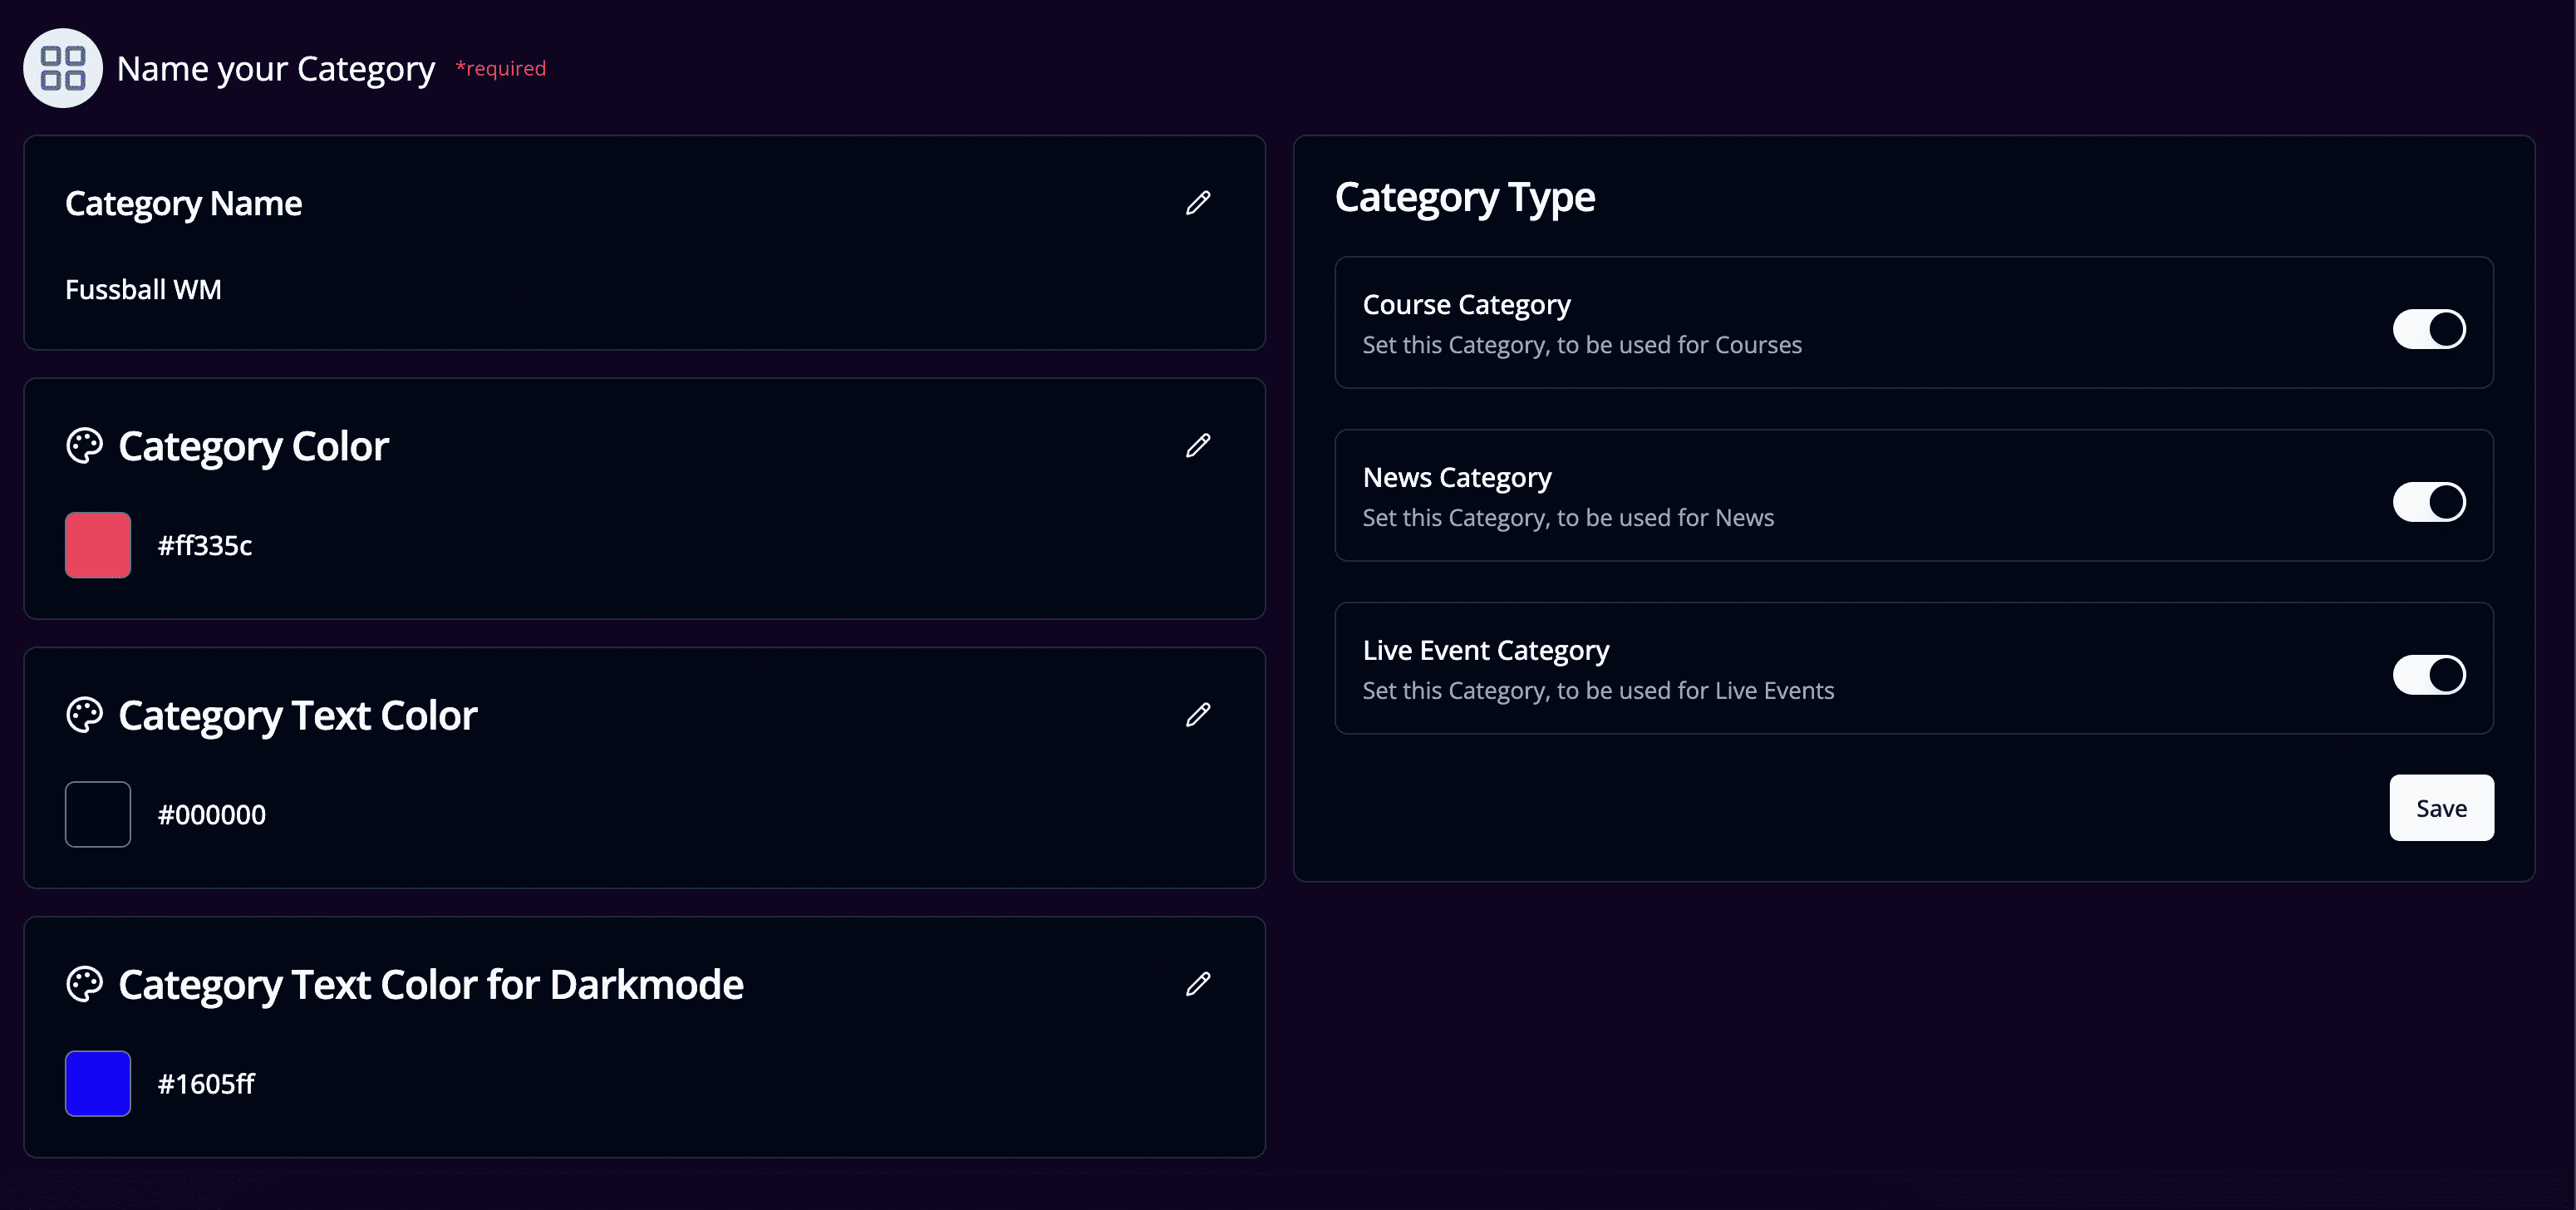 Name your Category *required
Category Name
Fussball WM
Category Color
#ff335c
Category Text Color
#000000
Category Text Color for Darkmode
#1605ff
Category Type
Course Category
Set this Category, to be used for Courses
News Category
Set this Category, to be used for News
Live Event Category
Set this Category, to be used for Live Events
Save